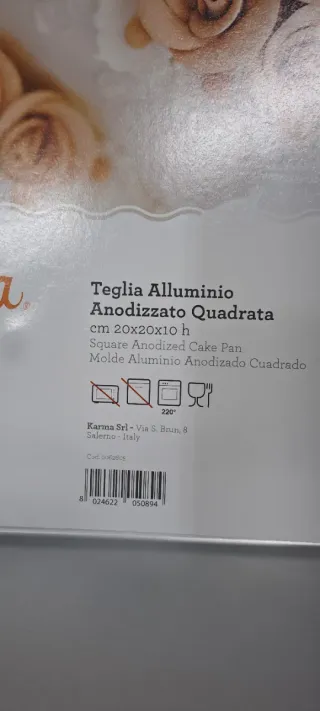 a
Teglia Alluminio
Anodizzato Quadrata
cm 20x20x10 h
Square Anodized Cake Pan
Molde Aluminio Anodizado Cuadrado
220°
Karma Srl - Via S. Brun, 8
Salerno - Italy
8 024622 050894